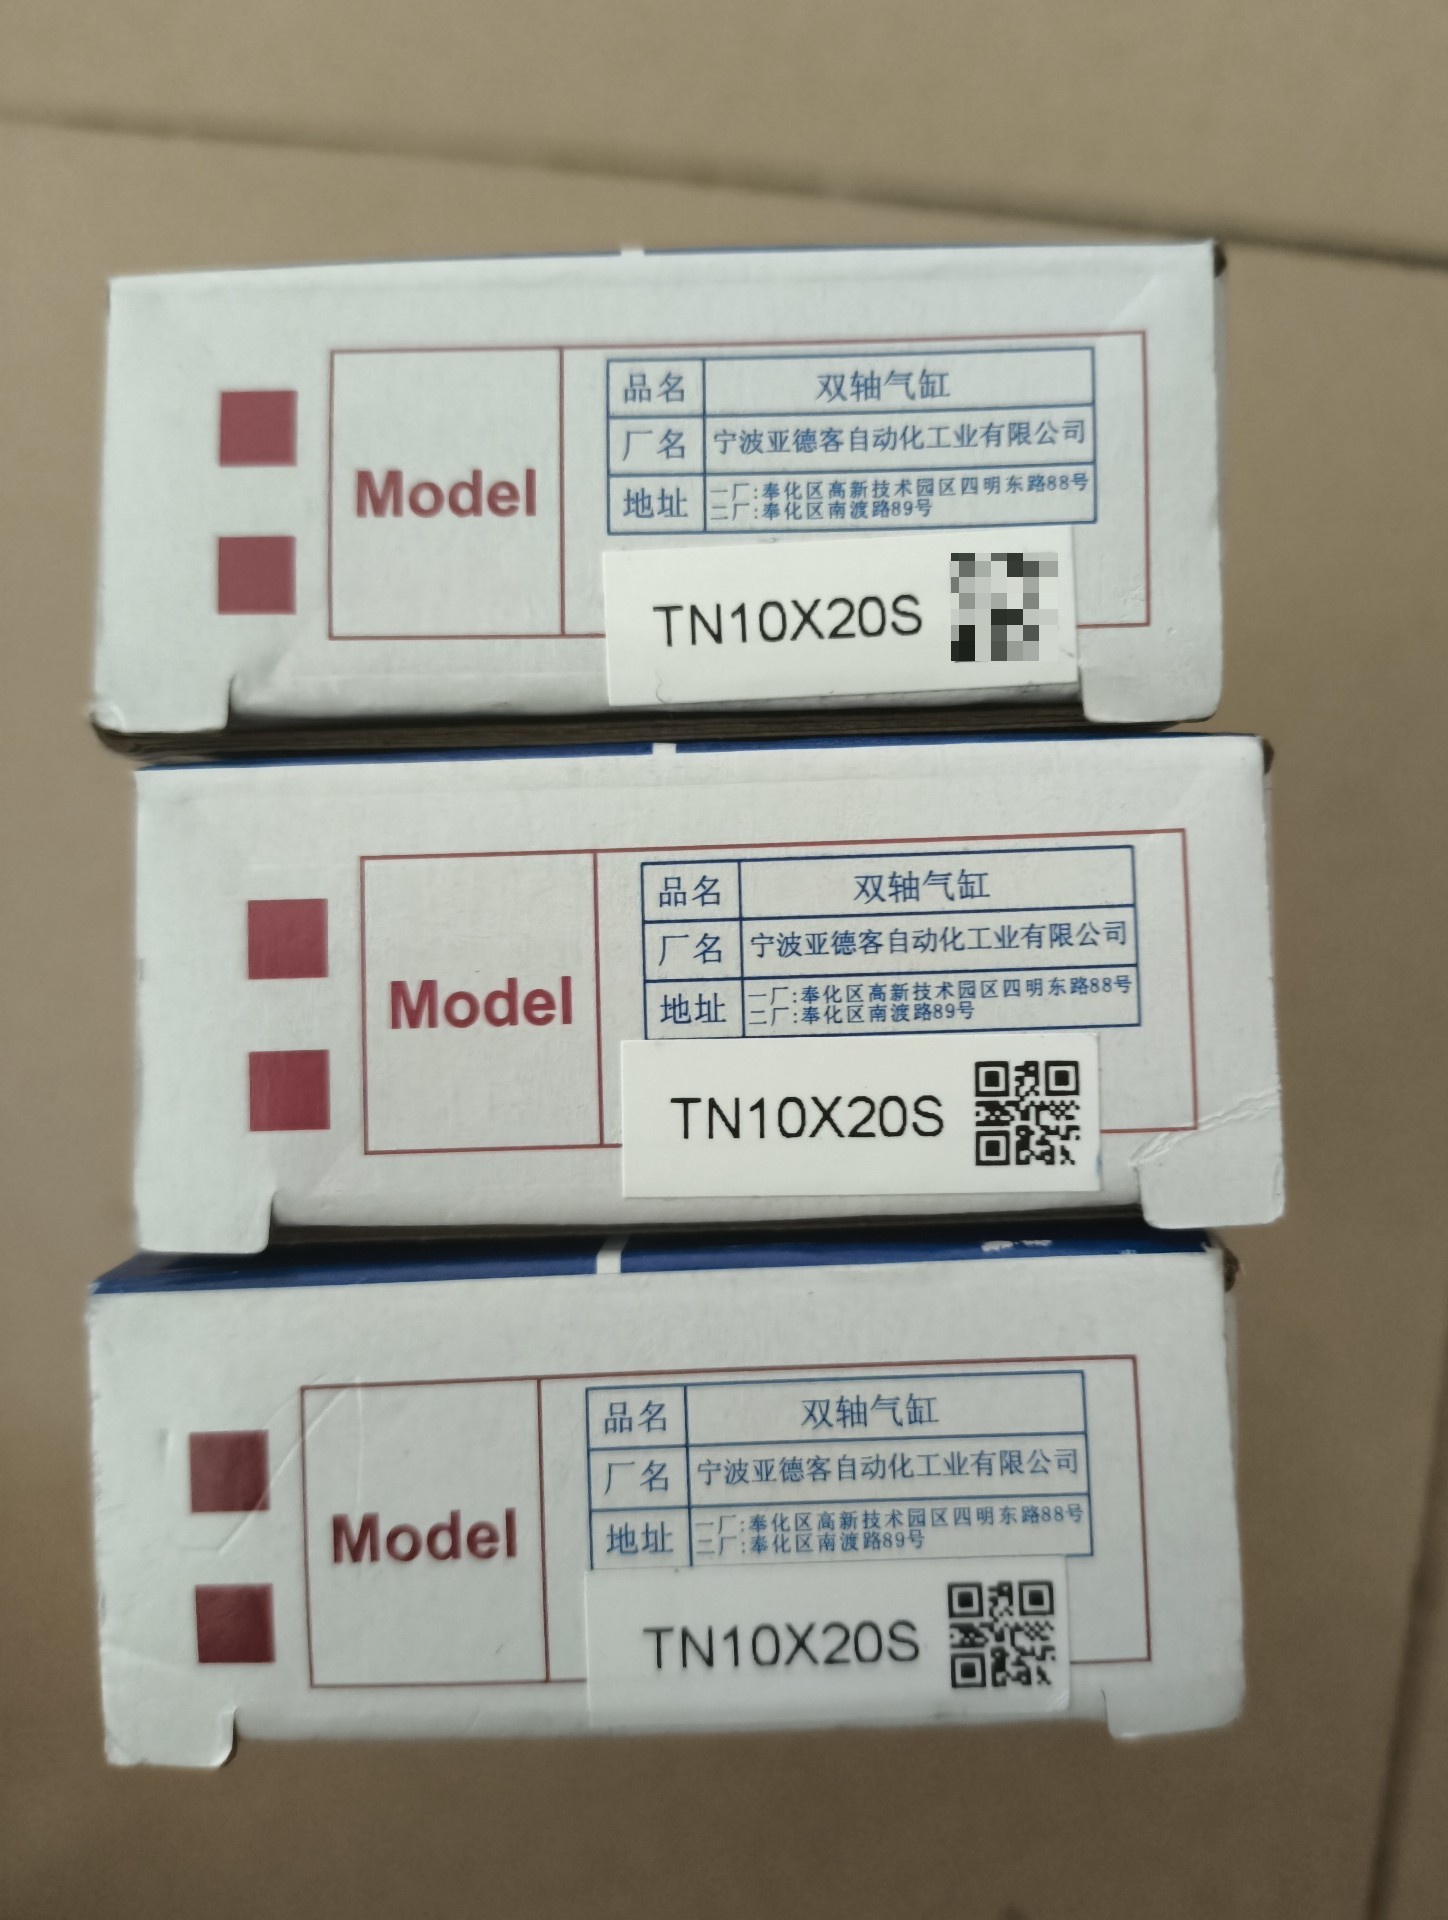 品名 双轴气缸
厂名 宁波亚德客自动化工业有限公司
Model
地址 一厂:奉化区高新技术园区四明东路88号
二厂:奉化区南渡路89号
TN10X20S
品名 双轴气缸
厂名 宁波亚德客自动化工业有限公司
Model
地址 一厂:奉化区高新技术园区四明东路88号
二厂:奉化区南渡路89号
TN10X20S
品名 双轴气缸
厂名 宁波亚德客自动化工业有限公司
Model
地址 一厂:奉化区高新技术园区四明东路88号
二厂:奉化区南渡路89号
TN10X20S